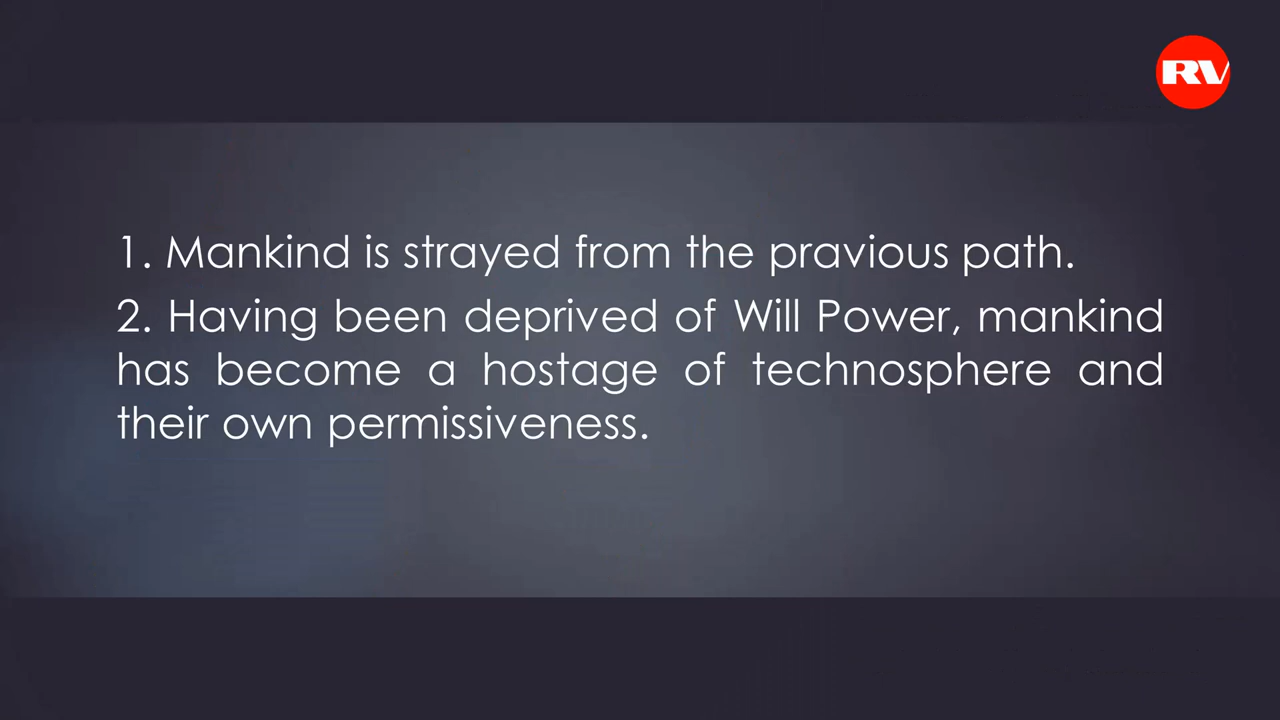 RV
1. Mankind is strayed from the pravious path.
2. Having been deprived of Will Power, mankind
has become a hostage of technosphere and
their own permissiveness.